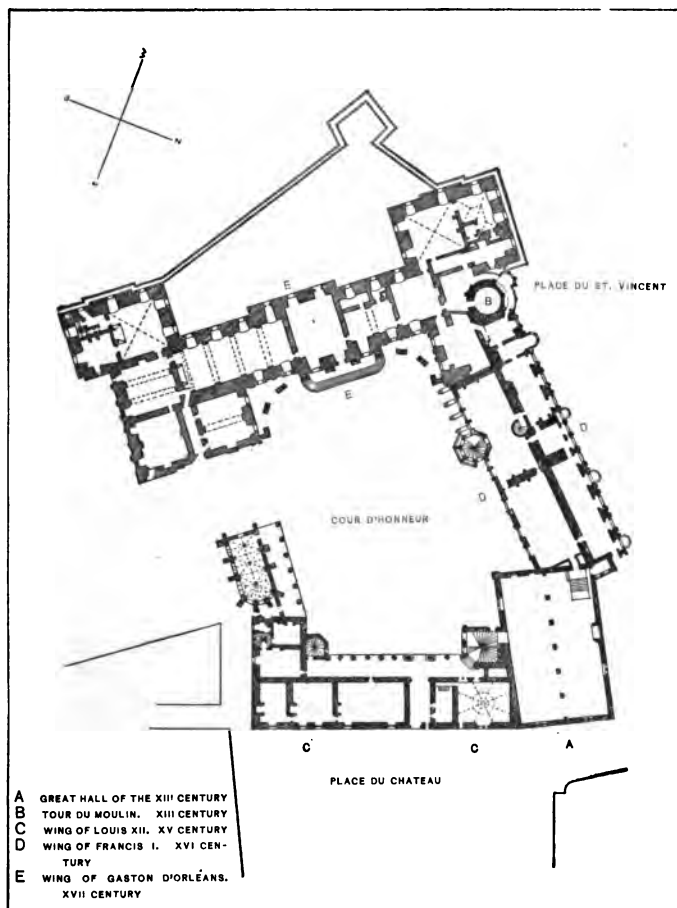 N
E
PLACE DU ST. VINCENT
B
E
D
D
COUR D'HONNEUR
C
C
A
PLACE DU CHATEAU
A GREAT HALL OF THE XIII CENTURY
B TOUR DU MOULIN. XIII CENTURY
C WING OF LOUIS XII. XV CENTURY
D WING OF FRANCIS I. XVI CEN-
TURY
E WING OF GASTON D'ORLÉANS.
XVII CENTURY